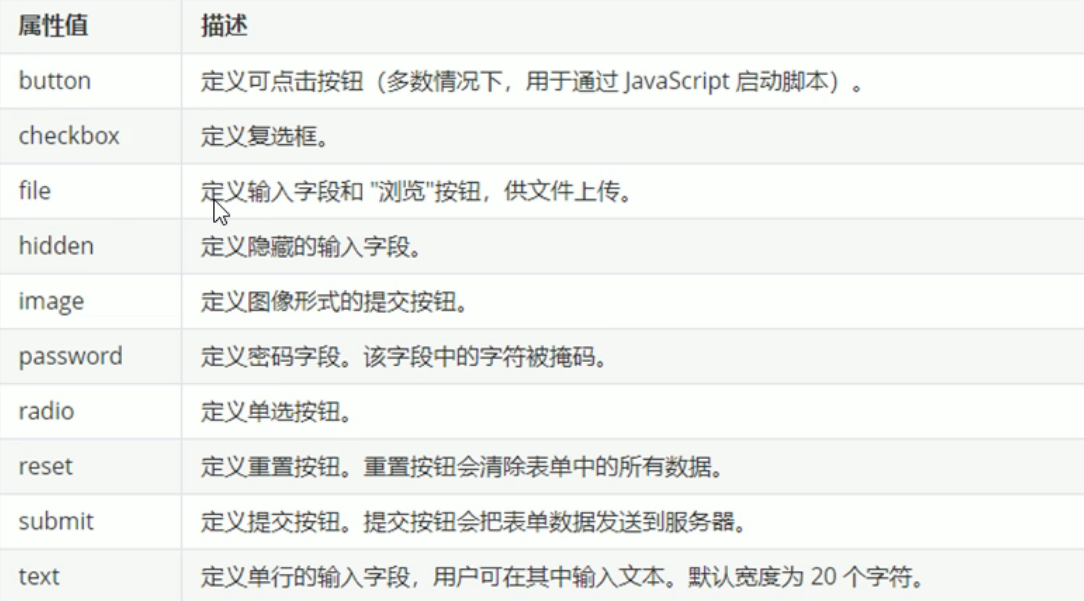 属性值 描述
button 定义可点击按钮（多数情况下，用于通过 JavaScript 启动脚本）。
checkbox 定义复选框。
file 定义输入字段和 "浏览"按钮，供文件上传。
hidden 定义隐藏的输入字段。
image 定义图像形式的提交按钮。
password 定义密码字段。该字段中的字符被掩码。
radio 定义单选按钮。
reset 定义重置按钮。重置按钮会清除表单中的所有数据。
submit 定义提交按钮。提交按钮会把表单数据发送到服务器。
text 定义单行的输入字段，用户可在其中输入文本。默认宽度为 20 个字符。